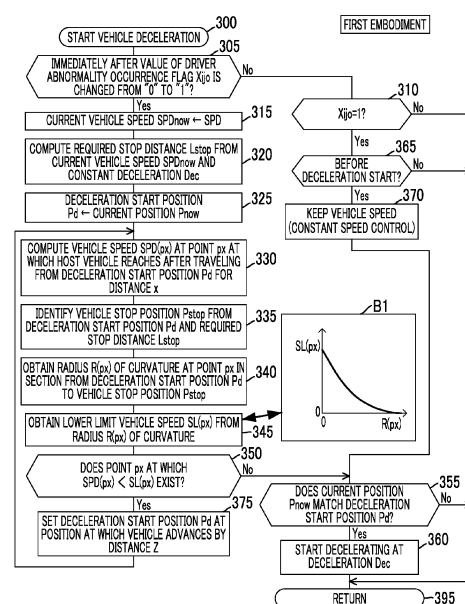 300
FIRST EMBODIMENT
START VEHICLE DECELERATION
305
IMMEDIATELY AFTER VALUE OF DRIVER
ABNORMALITY OCCURRENCE FLAG Xijo IS
CHANGED FROM "0" TO "1"?
No
Yes
310
Xijo=1?
No
Yes
315
CURRENT VEHICLE SPEED SPDnow ← SPD
320
COMPUTE REQUIRED STOP DISTANCE Lstop FROM
CURRENT VEHICLE SPEED SPDnow AND
CONSTANT DECELERATION Dec
365
BEFORE
DECELERATION START?
No
Yes
325
DECELERATION START POSITION
Pd ← CURRENT POSITION Pnow
370
KEEP VEHICLE SPEED
(CONSTANT SPEED CONTROL)
COMPUTE VEHICLE SPEED SPD(px) AT POINT px AT
WHICH HOST VEHICLE REACHES AFTER TRAVELING
FROM DECELERATION START POSITION Pd FOR
DISTANCE x
330
IDENTIFY VEHICLE STOP POSITION Pstop FROM
DECELERATION START POSITION Pd AND REQUIRED
STOP DISTANCE Lstop
335
B1
SL(px)
0
0
R(px)
OBTAIN RADIUS R(px) OF CURVATURE AT POINT px IN
SECTION FROM DECELERATION START POSITION Pd
TO VEHICLE STOP POSITION Pstop
340
OBTAIN LOWER LIMIT VEHICLE SPEED SL(px) FROM
RADIUS R(px) OF CURVATURE
345
350
DOES POINT px AT WHICH
SPD(px) < SL(px) EXIST?
No
Yes
355
DOES CURRENT POSITION
Pnow MATCH DECELERATION
START POSITION Pd?
No
Yes
375
SET DECELERATION START POSITION Pd AT
POSITION AT WHICH VEHICLE ADVANCES BY
DISTANCE Z
360
START DECELERATING AT
DECELERATION Dec
RETURN
395